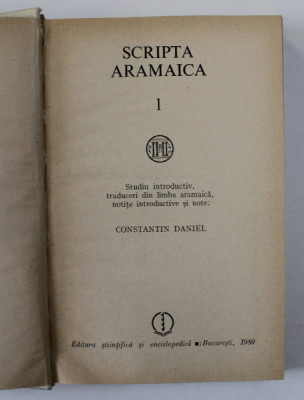 SCRIPTA
ARAMAICA
1
Studiu introductiv,
traduceri din limba aramaică,
notițe introductive și note:
CONSTANTIN DANIEL
Editura științifică și enciclopedică • București, 1980